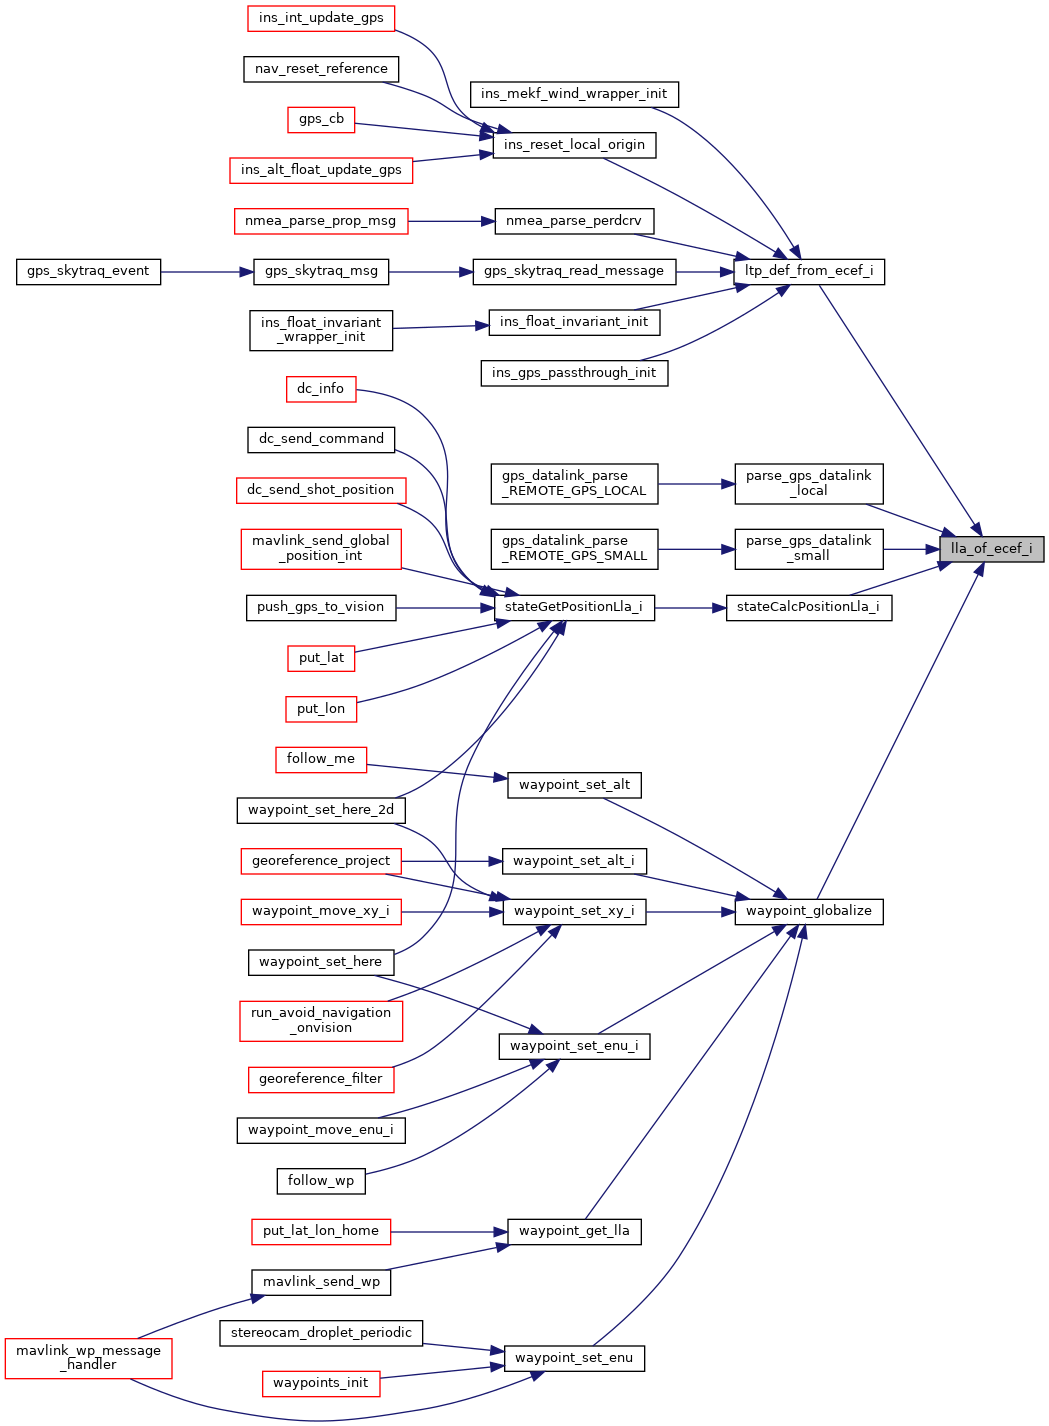 ins_int_update_gps
nav_reset_reference
ins_mekf_wind_wrapper_init
gps_cb
ins_reset_local_origin
ins_alt_float_update_gps
nmea_parse_prop_msg
nmea_parse_perdcrv
gps_skytraq_event
gps_skytraq_msg
gps_skytraq_read_message
ltp_def_from_ecef_i
ins_float_invariant
_wrapper_init
ins_float_invariant_init
ins_gps_passthrough_init
dc_info
dc_send_command
gps_datalink_parse
_REMOTE_GPS_LOCAL
parse_gps_datalink
_local
dc_send_shot_position
mavlink_send_global
_position_int
gps_datalink_parse
_REMOTE_GPS_SMALL
parse_gps_datalink
_small
lla_of_ecef_i
push_gps_to_vision
stateGetPositionLla_i
stateCalcPositionLla_i
put_lat
put_lon
follow_me
waypoint_set_alt
waypoint_set_here_2d
georeference_project
waypoint_set_alt_i
waypoint_move_xy_i
waypoint_set_xy_i
waypoint_globalize
waypoint_set_here
run_avoid_navigation
_onvision
waypoint_set_enu_i
georeference_filter
waypoint_move_enu_i
follow_wp
put_lat_lon_home
waypoint_get_lla
mavlink_send_wp
stereocam_droplet_periodic
mavlink_wp_message
_handler
waypoint_set_enu
waypoints_init